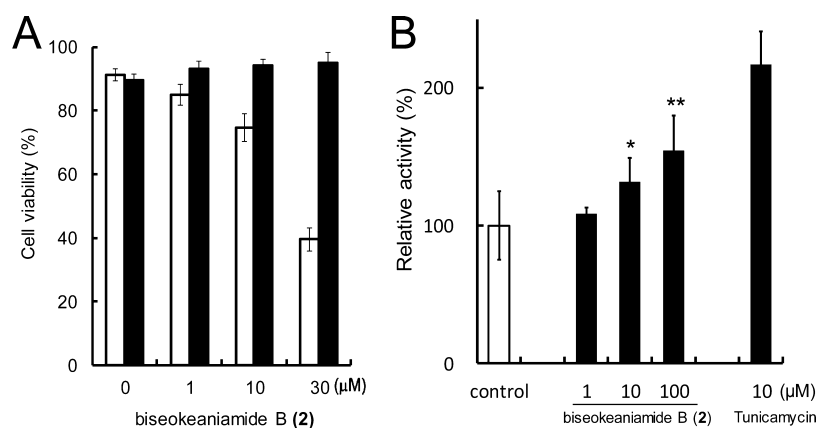 A
100
80
60
40
20
0
Cell viability (%)
0 1 10 30 (μM)
biseokeaniamide B (2)
B
200
100
0
Relative activity (%)
*
**
control 1 10 100 10 (μM)
biseokeaniamide B (2) Tunicamycin